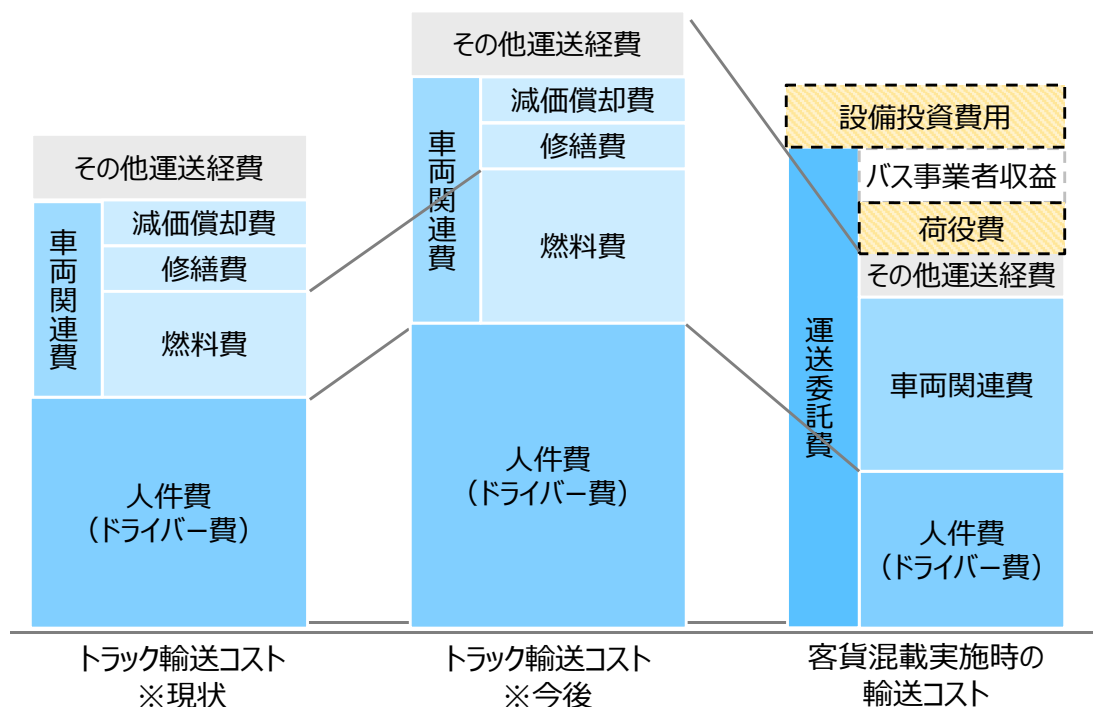 その他運送経費
車両関連費
減価償却費
修繕費
燃料費
人件費
（ドライバー費）
トラック輸送コスト
※現状
その他運送経費
車両関連費
減価償却費
修繕費
燃料費
人件費
（ドライバー費）
トラック輸送コスト
※今後
設備投資費用
運送委託費
バス事業者収益
荷役費
その他運送経費
車両関連費
人件費
（ドライバー費）
客貨混載実施時の
輸送コスト